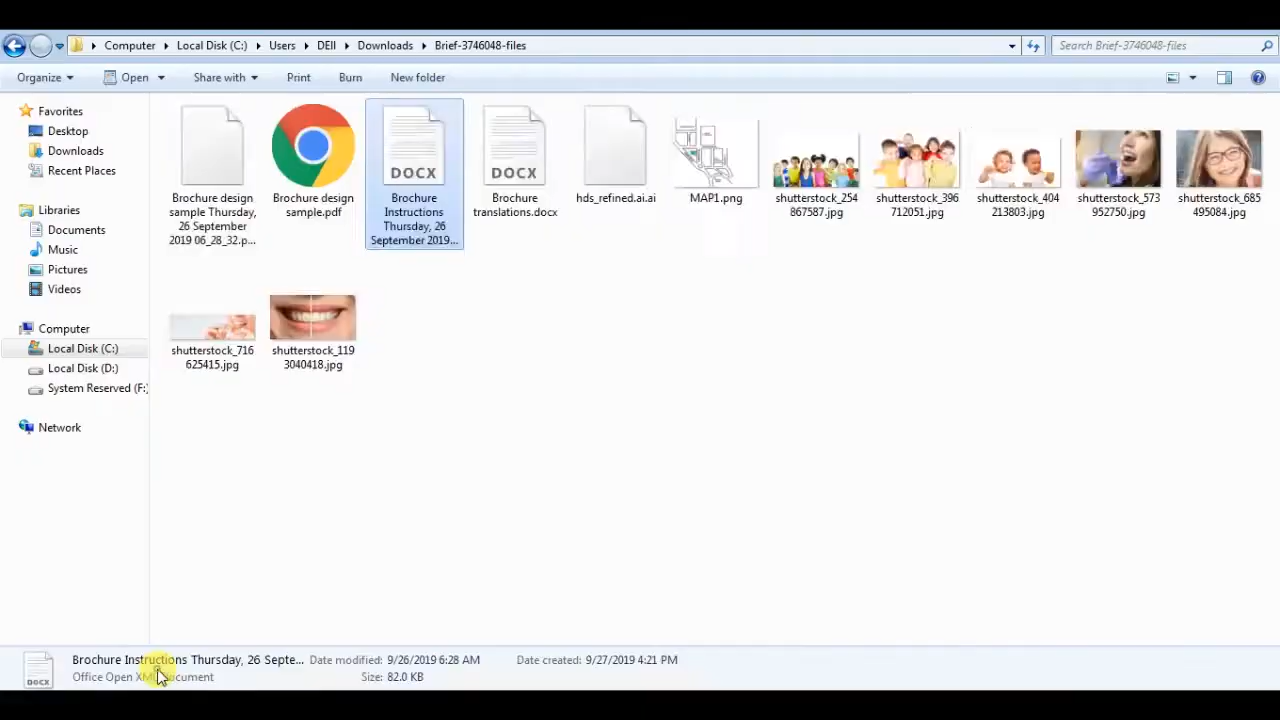 Computer Local Disk (C:) Users DEll Downloads Brief-3746048-files Search Brief-3746048-files
Organize Open Share with Print Burn New folder
Favorites
Desktop
Downloads
Recent Places
Libraries
Documents
Music
Pictures
Videos
Computer
Local Disk (C:)
Local Disk (D:)
System Reserved (F:)
Network
DOCX
DOCX
Brochure design
sample Thursday,
26 September
2019 06_28_32.p...
Brochure design
sample.pdf
Brochure
Instructions
Thursday, 26
September 2019...
Brochure
translations.docx
hds_refined.ai.ai
MAP1.png
shutterstock_254
867587.jpg
shutterstock_396
712051.jpg
shutterstock_404
213803.jpg
shutterstock_573
952750.jpg
shutterstock_685
495084.jpg
shutterstock_716
625415.jpg
shutterstock_119
3040418.jpg
DOCX
Brochure Instructions Thursday, 26 Septe... Date modified: 9/26/2019 6:28 AM Date created: 9/27/2019 4:21 PM
Office Open XML Document Size: 82.0 KB